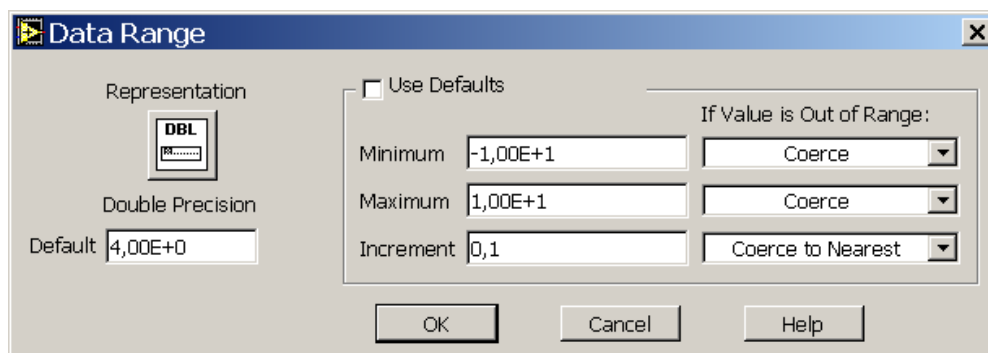 Data Range
Representation
DBL
Double Precision
Default 4,00E+0
Use Defaults
If Value is Out of Range:
Minimum -1,00E+1 Coerce
Maximum 1,00E+1 Coerce
Increment 0,1 Coerce to Nearest
OK Cancel Help